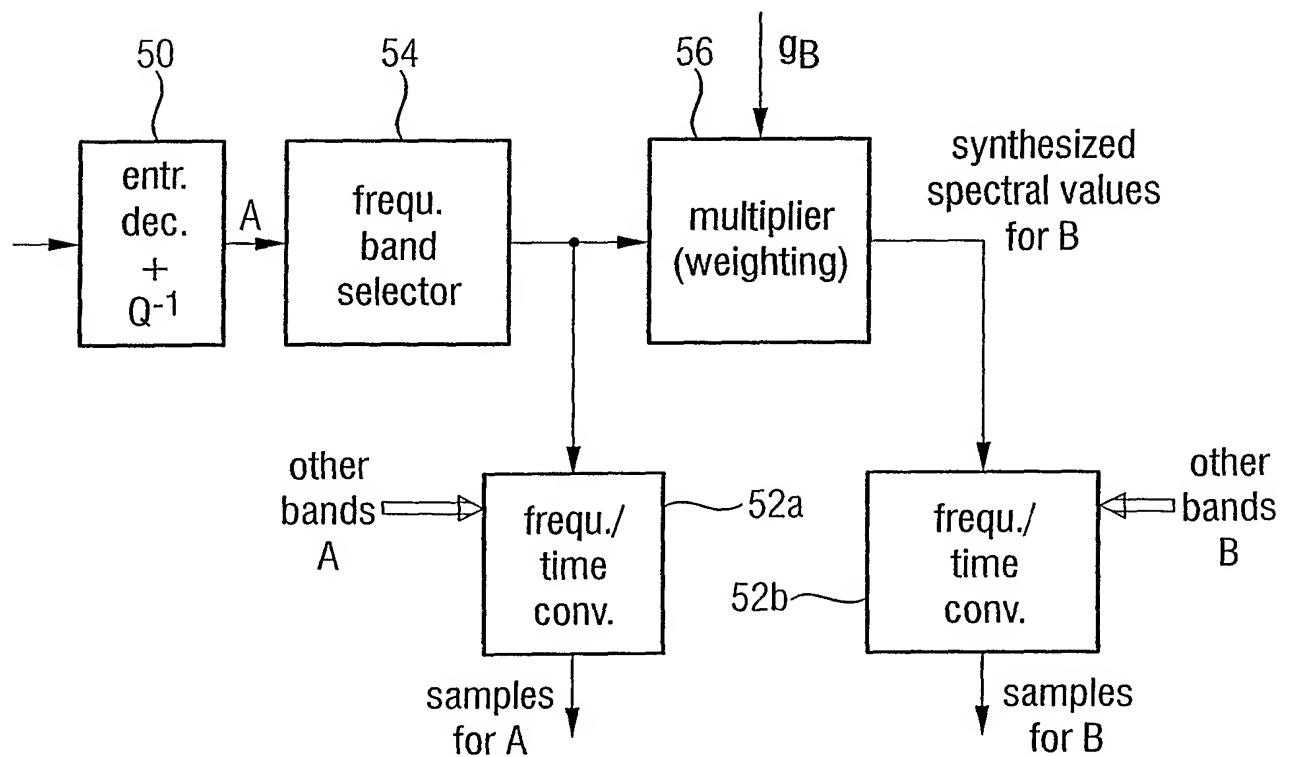 50
54
56
gB
entr.
dec.
+
Q-1
A
frequ.
band
selector
multiplier
(weighting)
synthesized
spectral values
for B
other
bands
A
frequ./
time
conv.
52a
frequ./
time
conv.
52b
other
bands
B
samples
for A
samples
for B